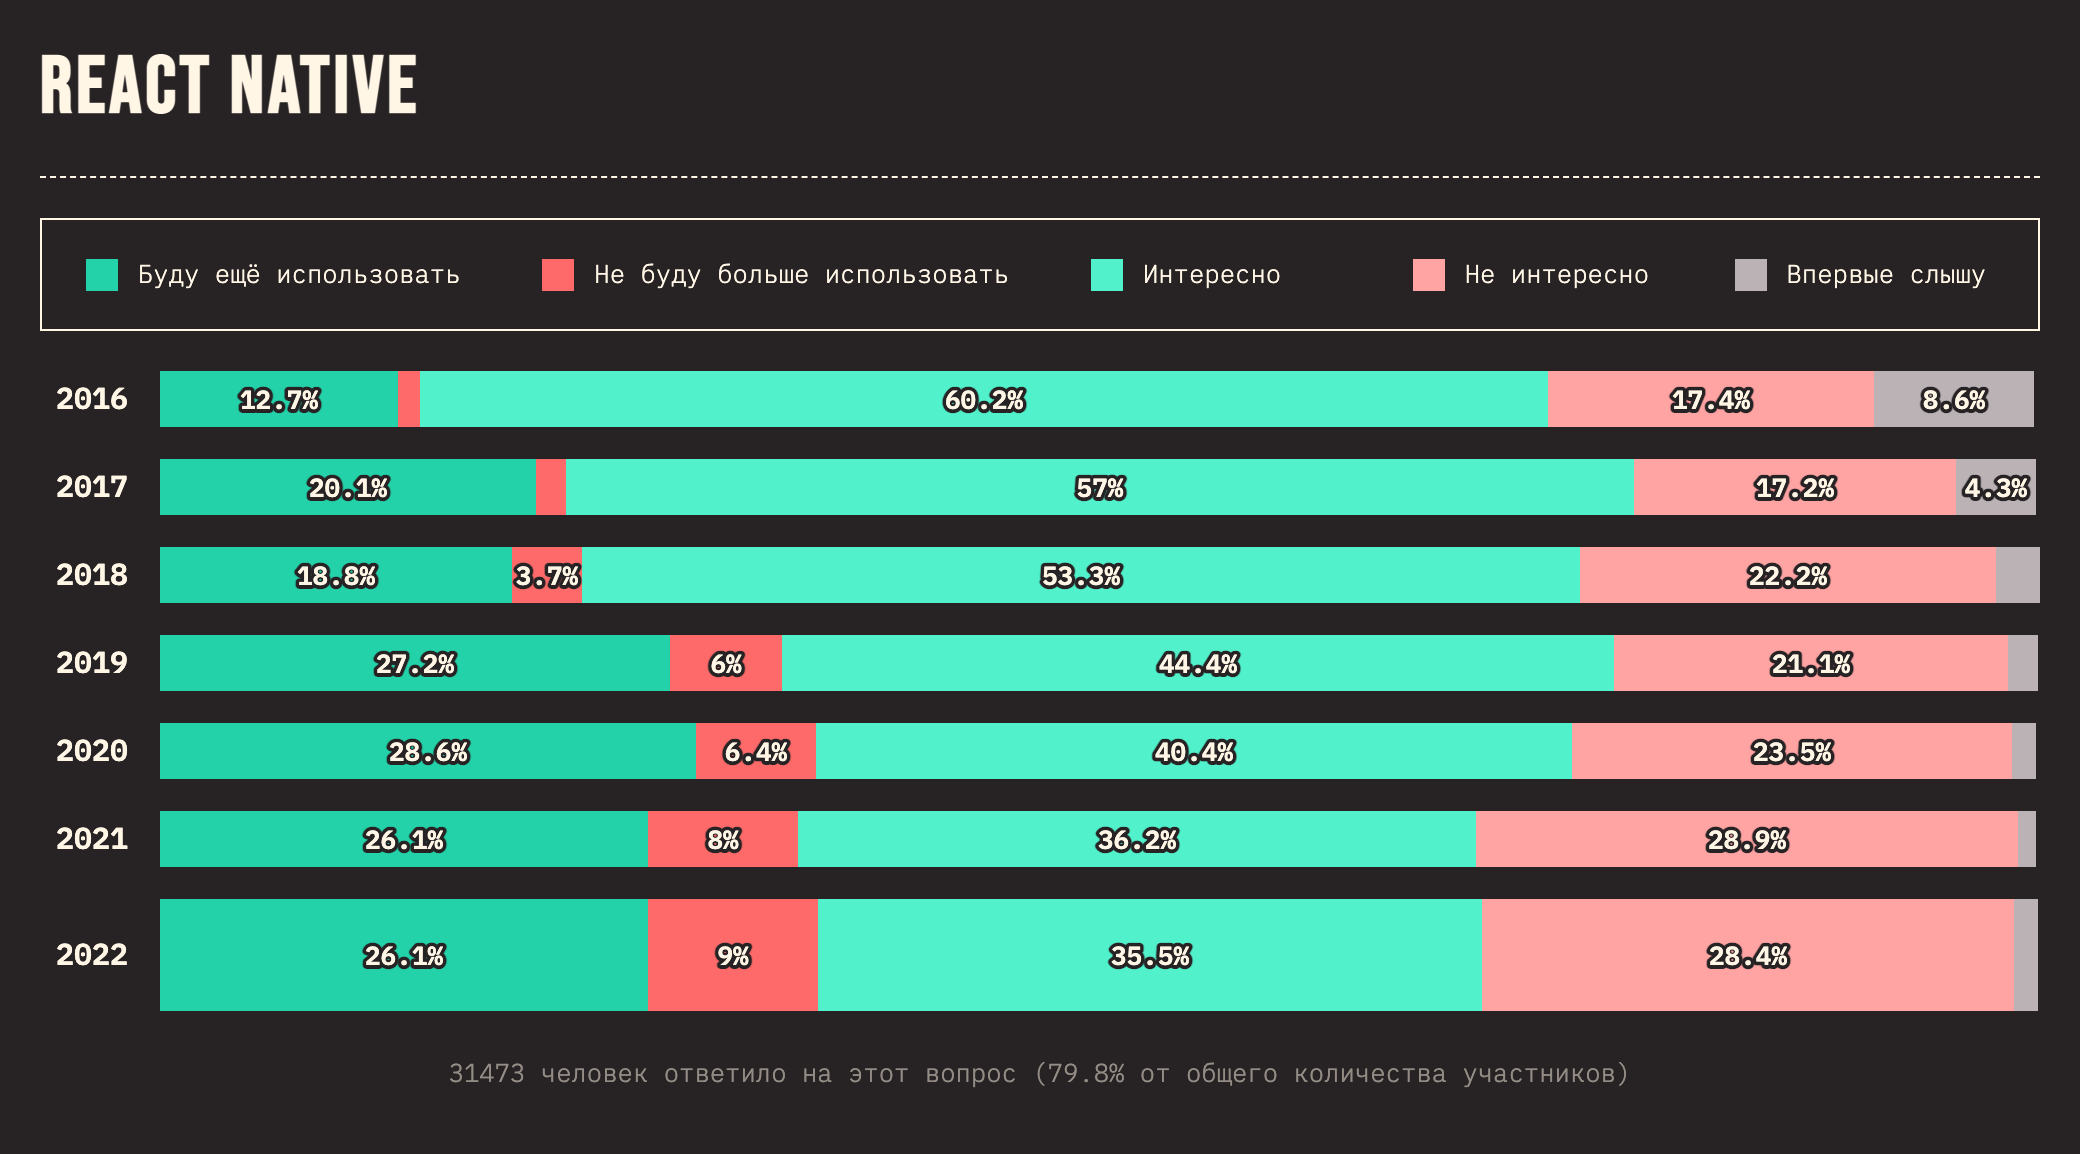 REACT NATIVE
Буду ещё использовать Не буду больше использовать Интересно Не интересно Впервые слышу
2016 12.7% 60.2% 17.4% 8.6%
2017 20.1% 57% 17.2% 4.3%
2018 18.8% 3.7% 53.3% 22.2%
2019 27.2% 6% 44.4% 21.1%
2020 28.6% 6.4% 40.4% 23.5%
2021 26.1% 8% 36.2% 28.9%
2022 26.1% 9% 35.5% 28.4%
31473 человек ответило на этот вопрос (79.8% от общего количества участников)